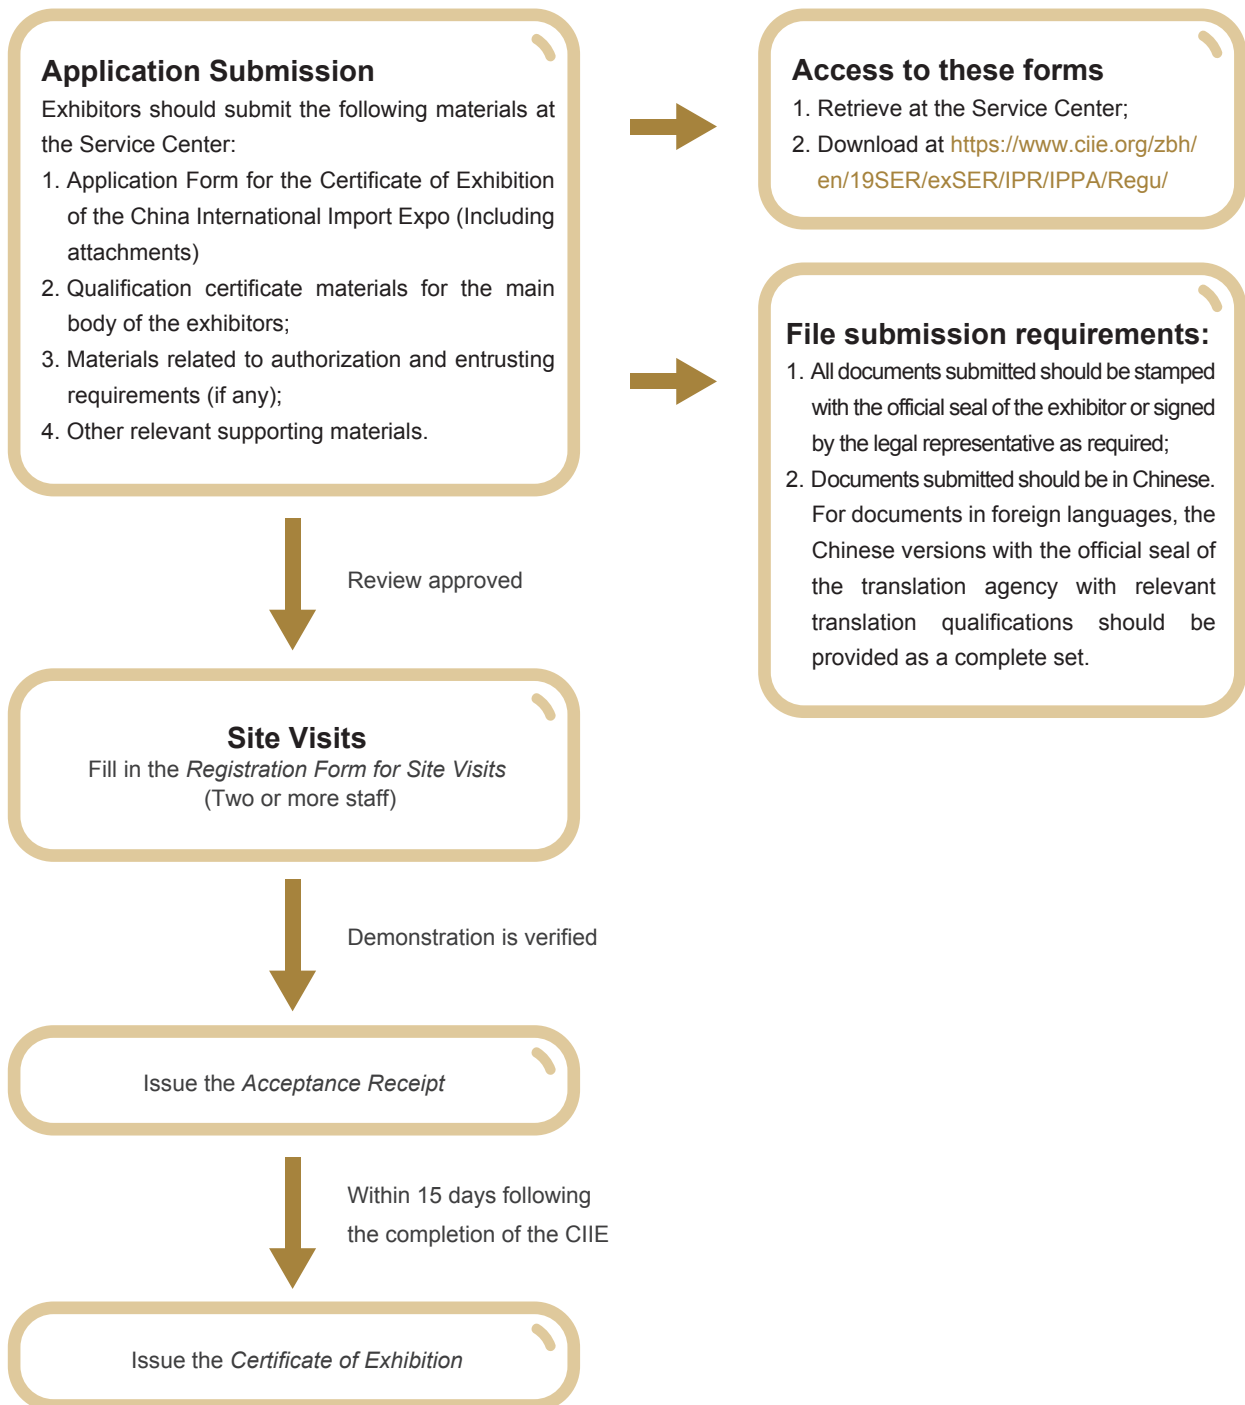 Application Submission
Exhibitors should submit the following materials at
the Service Center:
1. Application Form for the Certificate of Exhibition
of the China International Import Expo (Including
attachments)
2. Qualification certificate materials for the main
body of the exhibitors;
3. Materials related to authorization and entrusting
requirements (if any);
4. Other relevant supporting materials.
Access to these forms
1. Retrieve at the Service Center;
2. Download at https://www.ciie.org/zbh/
en/19SER/exSER/IPR/IPPA/Regu/
File submission requirements:
1. All documents submitted should be stamped
with the official seal of the exhibitor or signed
by the legal representative as required;
2. Documents submitted should be in Chinese.
For documents in foreign languages, the
Chinese versions with the official seal of
the translation agency with relevant
translation qualifications should be
provided as a complete set.
Review approved
Site Visits
Fill in the Registration Form for Site Visits
(Two or more staff)
Demonstration is verified
Issue the Acceptance Receipt
Within 15 days following
the completion of the CIIE
Issue the Certificate of Exhibition